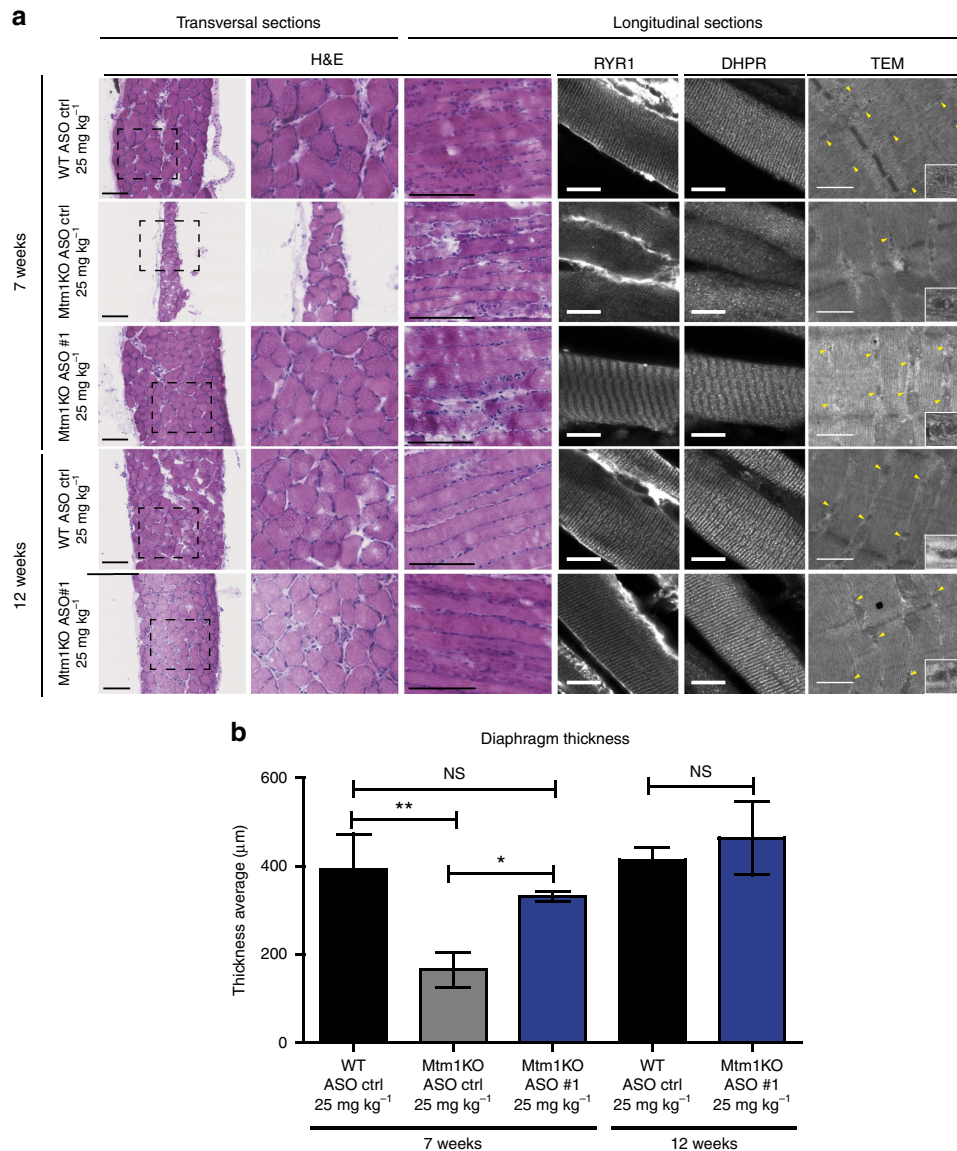 a
Transversal sections
Longitudinal sections
H&E
RYR1
DHPR
TEM
7 weeks
WT ASO ctrl
25 mg kg⁻¹
Mtm1KO ASO ctrl
25 mg kg⁻¹
Mtm1KO ASO #1
25 mg kg⁻¹
12 weeks
WT ASO ctrl
25 mg kg⁻¹
Mtm1KO ASO#1
25 mg kg⁻¹
b
Diaphragm thickness
Thickness average (μm)
600
400
200
0
NS
**
*
NS
WT
ASO ctrl
25 mg kg⁻¹
Mtm1KO
ASO ctrl
25 mg kg⁻¹
Mtm1KO
ASO #1
25 mg kg⁻¹
WT
ASO ctrl
25 mg kg⁻¹
Mtm1KO
ASO #1
25 mg kg⁻¹
7 weeks
12 weeks